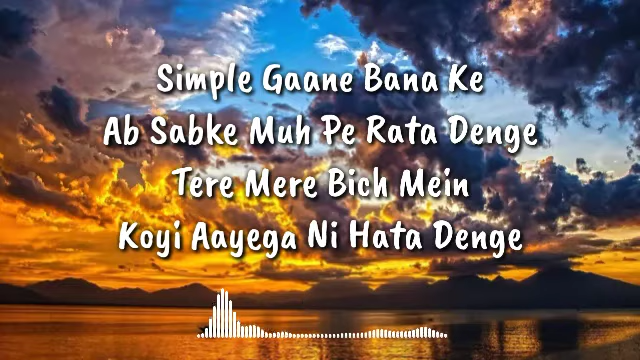 Simple Gaane Bana Ke
Ab Sabke Muh Pe Rata Denge
Tere Mere Bich Mein
Koyi Aayega Ni Hata Denge